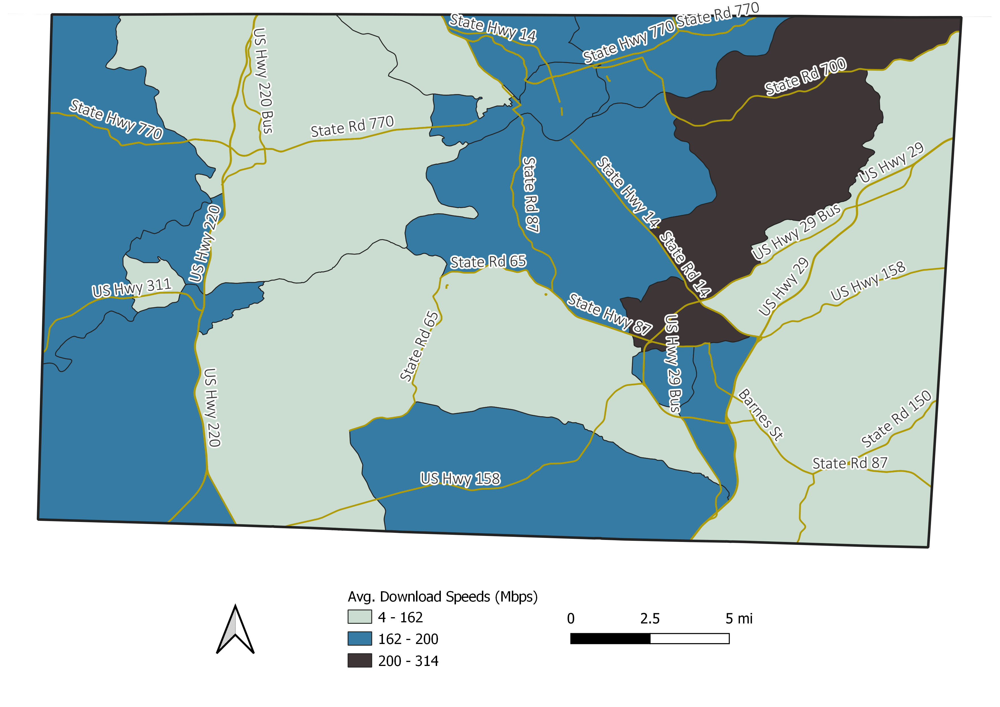 State Rd 770
State Hwy 14
State Hwy 770
US Hwy 220 Bus
State Rd 700
State Hwy 770
State Rd 770
US Hwy 29
State Hwy 14
State Rd 87
US Hwy 29 Bus
US Hwy 220
State Rd 14
State Rd 65
US Hwy 29
US Hwy 158
US Hwy 311
State Hwy 87
State Rd 65
US Hwy 29 Bus
US Hwy 220
Barnes St
State Rd 150
State Rd 87
US Hwy 158
Avg. Download Speeds (Mbps)
4 - 162
162 - 200
200 - 314
0 2.5 5 mi